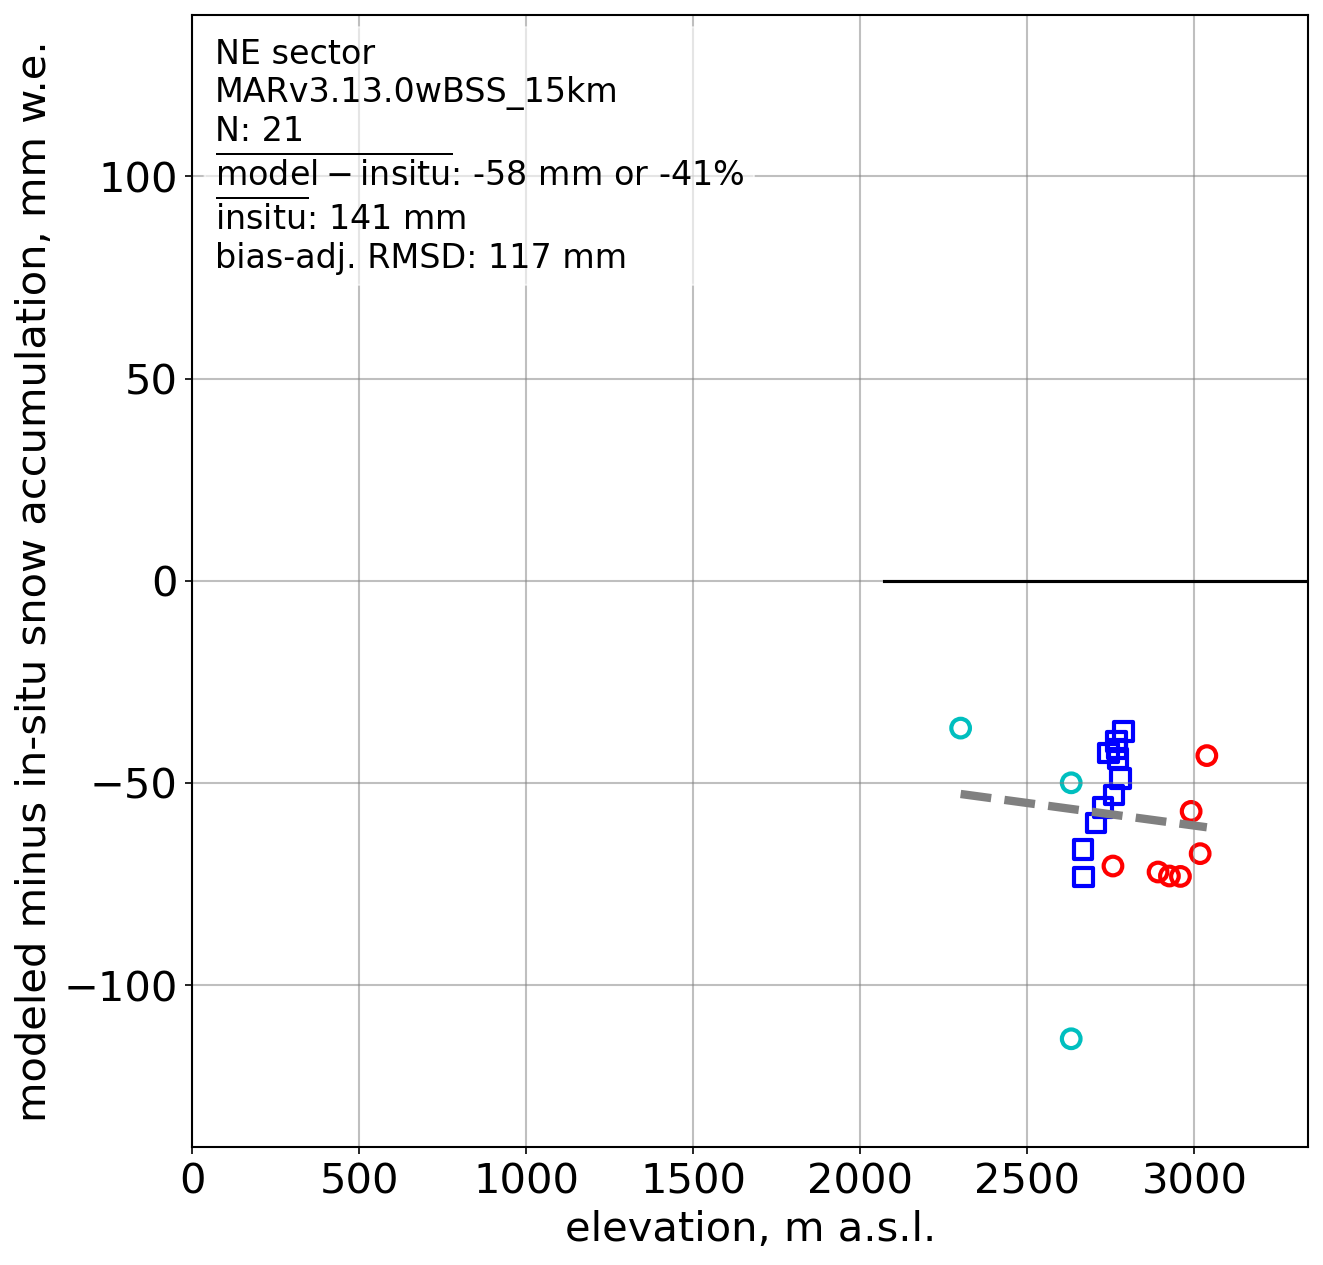 NE sector
MARv3.13.0wBSS_15km
N: 21
model − insitu: -58 mm or -41%
insitu: 141 mm
bias-adj. RMSD: 117 mm
modeled minus in-situ snow accumulation, mm w.e.
100
50
0
−50
−100
0 500 1000 1500 2000 2500 3000
elevation, m a.s.l.